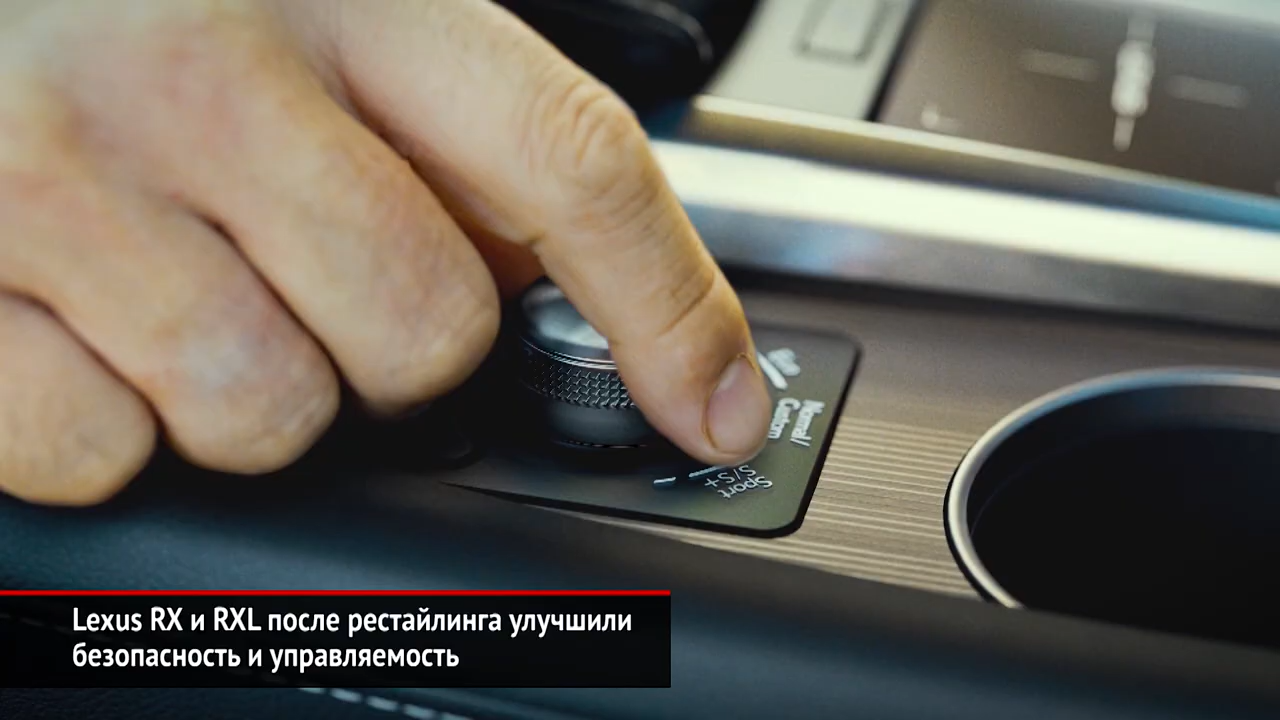 Normal/
Custom
Sport
S/S+
Lexus RX и RXL после рестайлинга улучшили
безопасность и управляемость